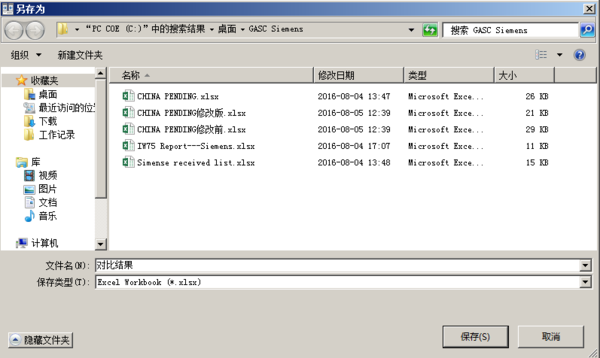 另存为
“PC COE (C:)”中的搜索结果 桌面 GASC Siemens
搜索 GASC Siemens
组织 新建文件夹
收藏夹
桌面
最近访问的位
下载
工作记录
库
视频
图片
文档
音乐
计算机
名称 修改日期 类型 大小
CHINA PENDING.xlsx 2016-08-04 13:47 Microsoft Exce... 26 KB
CHINA PENDING修改版.xlsx 2016-08-05 12:39 Microsoft Exce... 21 KB
CHINA PENDING修改前.xlsx 2016-08-05 12:39 Microsoft Exce... 29 KB
IW75 Report---Siemens.xlsx 2016-08-04 17:07 Microsoft Exce... 11 KB
Simense received list.xlsx 2016-08-04 13:48 Microsoft Exce... 15 KB
文件名(N): 对比结果
保存类型(T): Excel Workbook (*.xlsx)
隐藏文件夹 保存(S) 取消